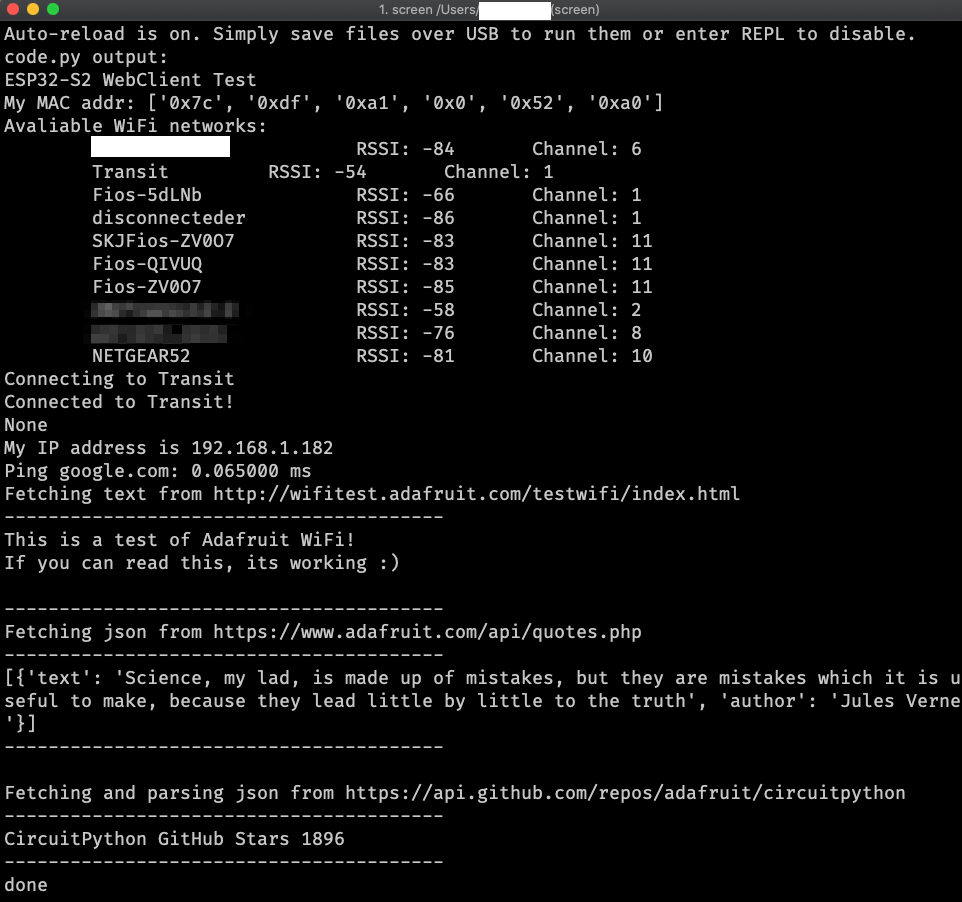 1. screen /Users/ (screen)
Auto-reload is on. Simply save files over USB to run them or enter REPL to disable.
code.py output:
ESP32-S2 WebClient Test
My MAC addr: ['0x7c', '0xdf', '0xa1', '0x0', '0x52', '0xa0']
Avaliable WiFi networks:
RSSI: -84 Channel: 6
Transit RSSI: -54 Channel: 1
Fios-5dLNb RSSI: -66 Channel: 1
disconnecteder RSSI: -86 Channel: 1
SKJFios-ZV0O7 RSSI: -83 Channel: 11
Fios-QIVUQ RSSI: -83 Channel: 11
Fios-ZV0O7 RSSI: -85 Channel: 11
RSSI: -58 Channel: 2
RSSI: -76 Channel: 8
NETGEAR52 RSSI: -81 Channel: 10
Connecting to Transit
Connected to Transit!
None
My IP address is 192.168.1.182
Ping google.com: 0.065000 ms
Fetching text from http://wifitest.adafruit.com/testwifi/index.html
----------------------------------------
This is a test of Adafruit WiFi!
If you can read this, its working :)
----------------------------------------
Fetching json from https://www.adafruit.com/api/quotes.php
----------------------------------------
[{'text': 'Science, my lad, is made up of mistakes, but they are mistakes which it is u
seful to make, because they lead little by little to the truth', 'author': 'Jules Verne
'}]
----------------------------------------
Fetching and parsing json from https://api.github.com/repos/adafruit/circuitpython
----------------------------------------
CircuitPython GitHub Stars 1896
----------------------------------------
done